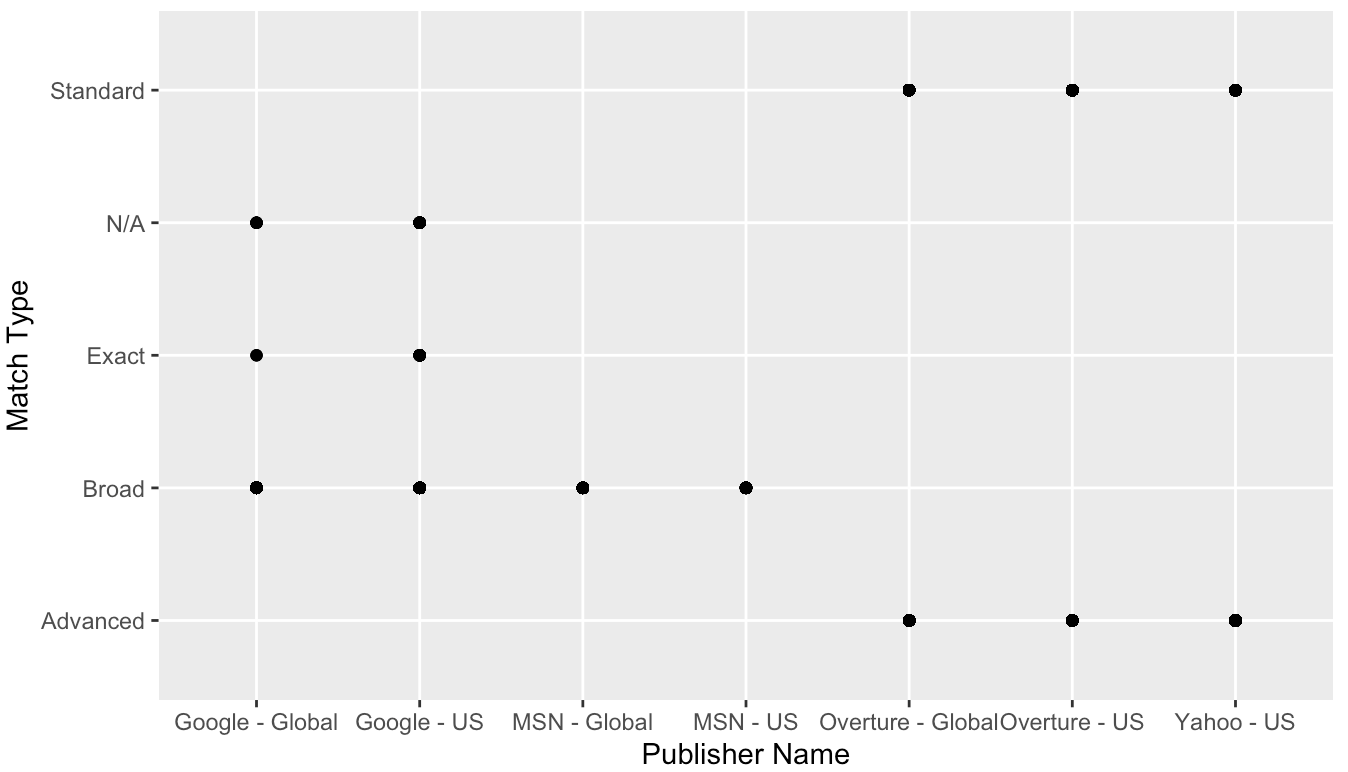 Standard
N/A
Exact
Broad
Advanced
Match Type
Google - Global Google - US MSN - Global MSN - US Overture - Global Overture - US Yahoo - US
Publisher Name